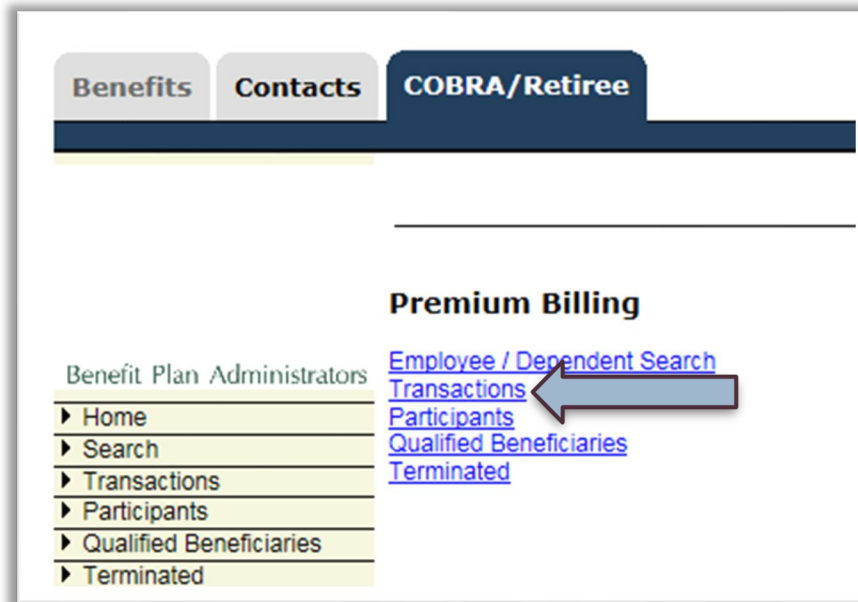 Benefits Contacts COBRA/Retiree
Premium Billing
Employee / Dependent Search
Transactions
Participants
Qualified Beneficiaries
Terminated
Benefit Plan Administrators
Home
Search
Transactions
Participants
Qualified Beneficiaries
Terminated